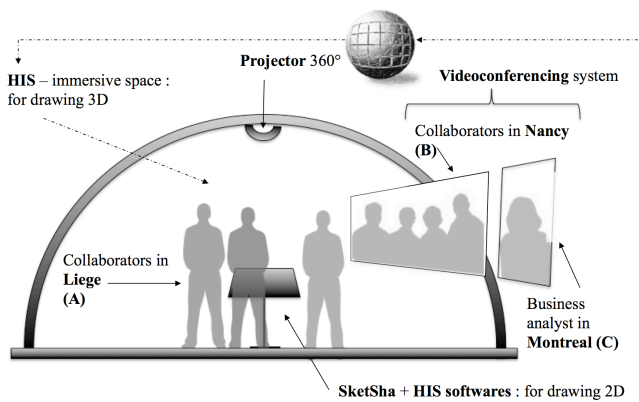 Projector 360°
HIS – immersive space :
for drawing 3D
Videoconferencing system
Collaborators in Nancy
(B)
Collaborators in
Liege
(A)
Business
analyst in
Montreal (C)
SketSha + HIS softwares : for drawing 2D